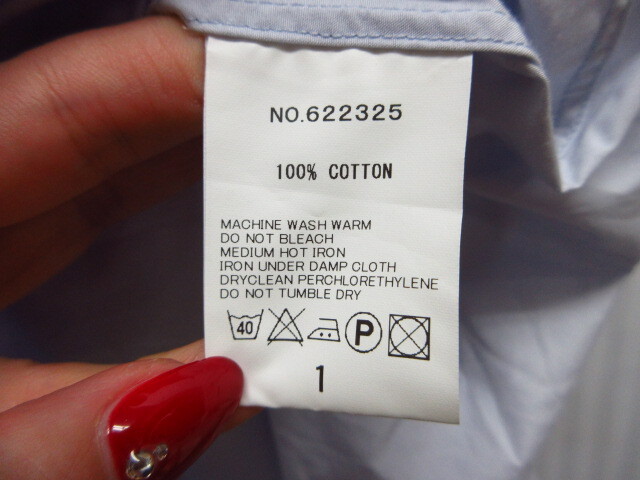 NO.622325
100% COTTON
MACHINE WASH WARM
DO NOT BLEACH
MEDIUM HOT IRON
IRON UNDER DAMP CLOTH
DRYCLEAN PERCHLORETHYLENE
DO NOT TUMBLE DRY
40 P
1